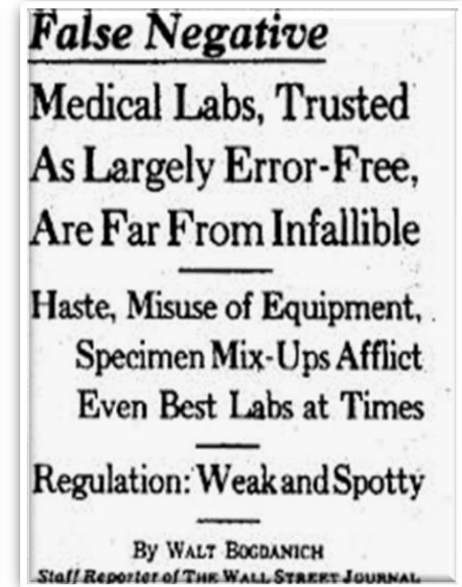 False Negative
Medical Labs, Trusted
As Largely Error-Free,
Are Far From Infallible
Haste, Misuse of Equipment,
Specimen Mix-Ups Afflict
Even Best Labs at Times
Regulation: Weak and Spotty
By WALT BOGDANICH
Staff Reporter of THE WALL STREET JOURNAL